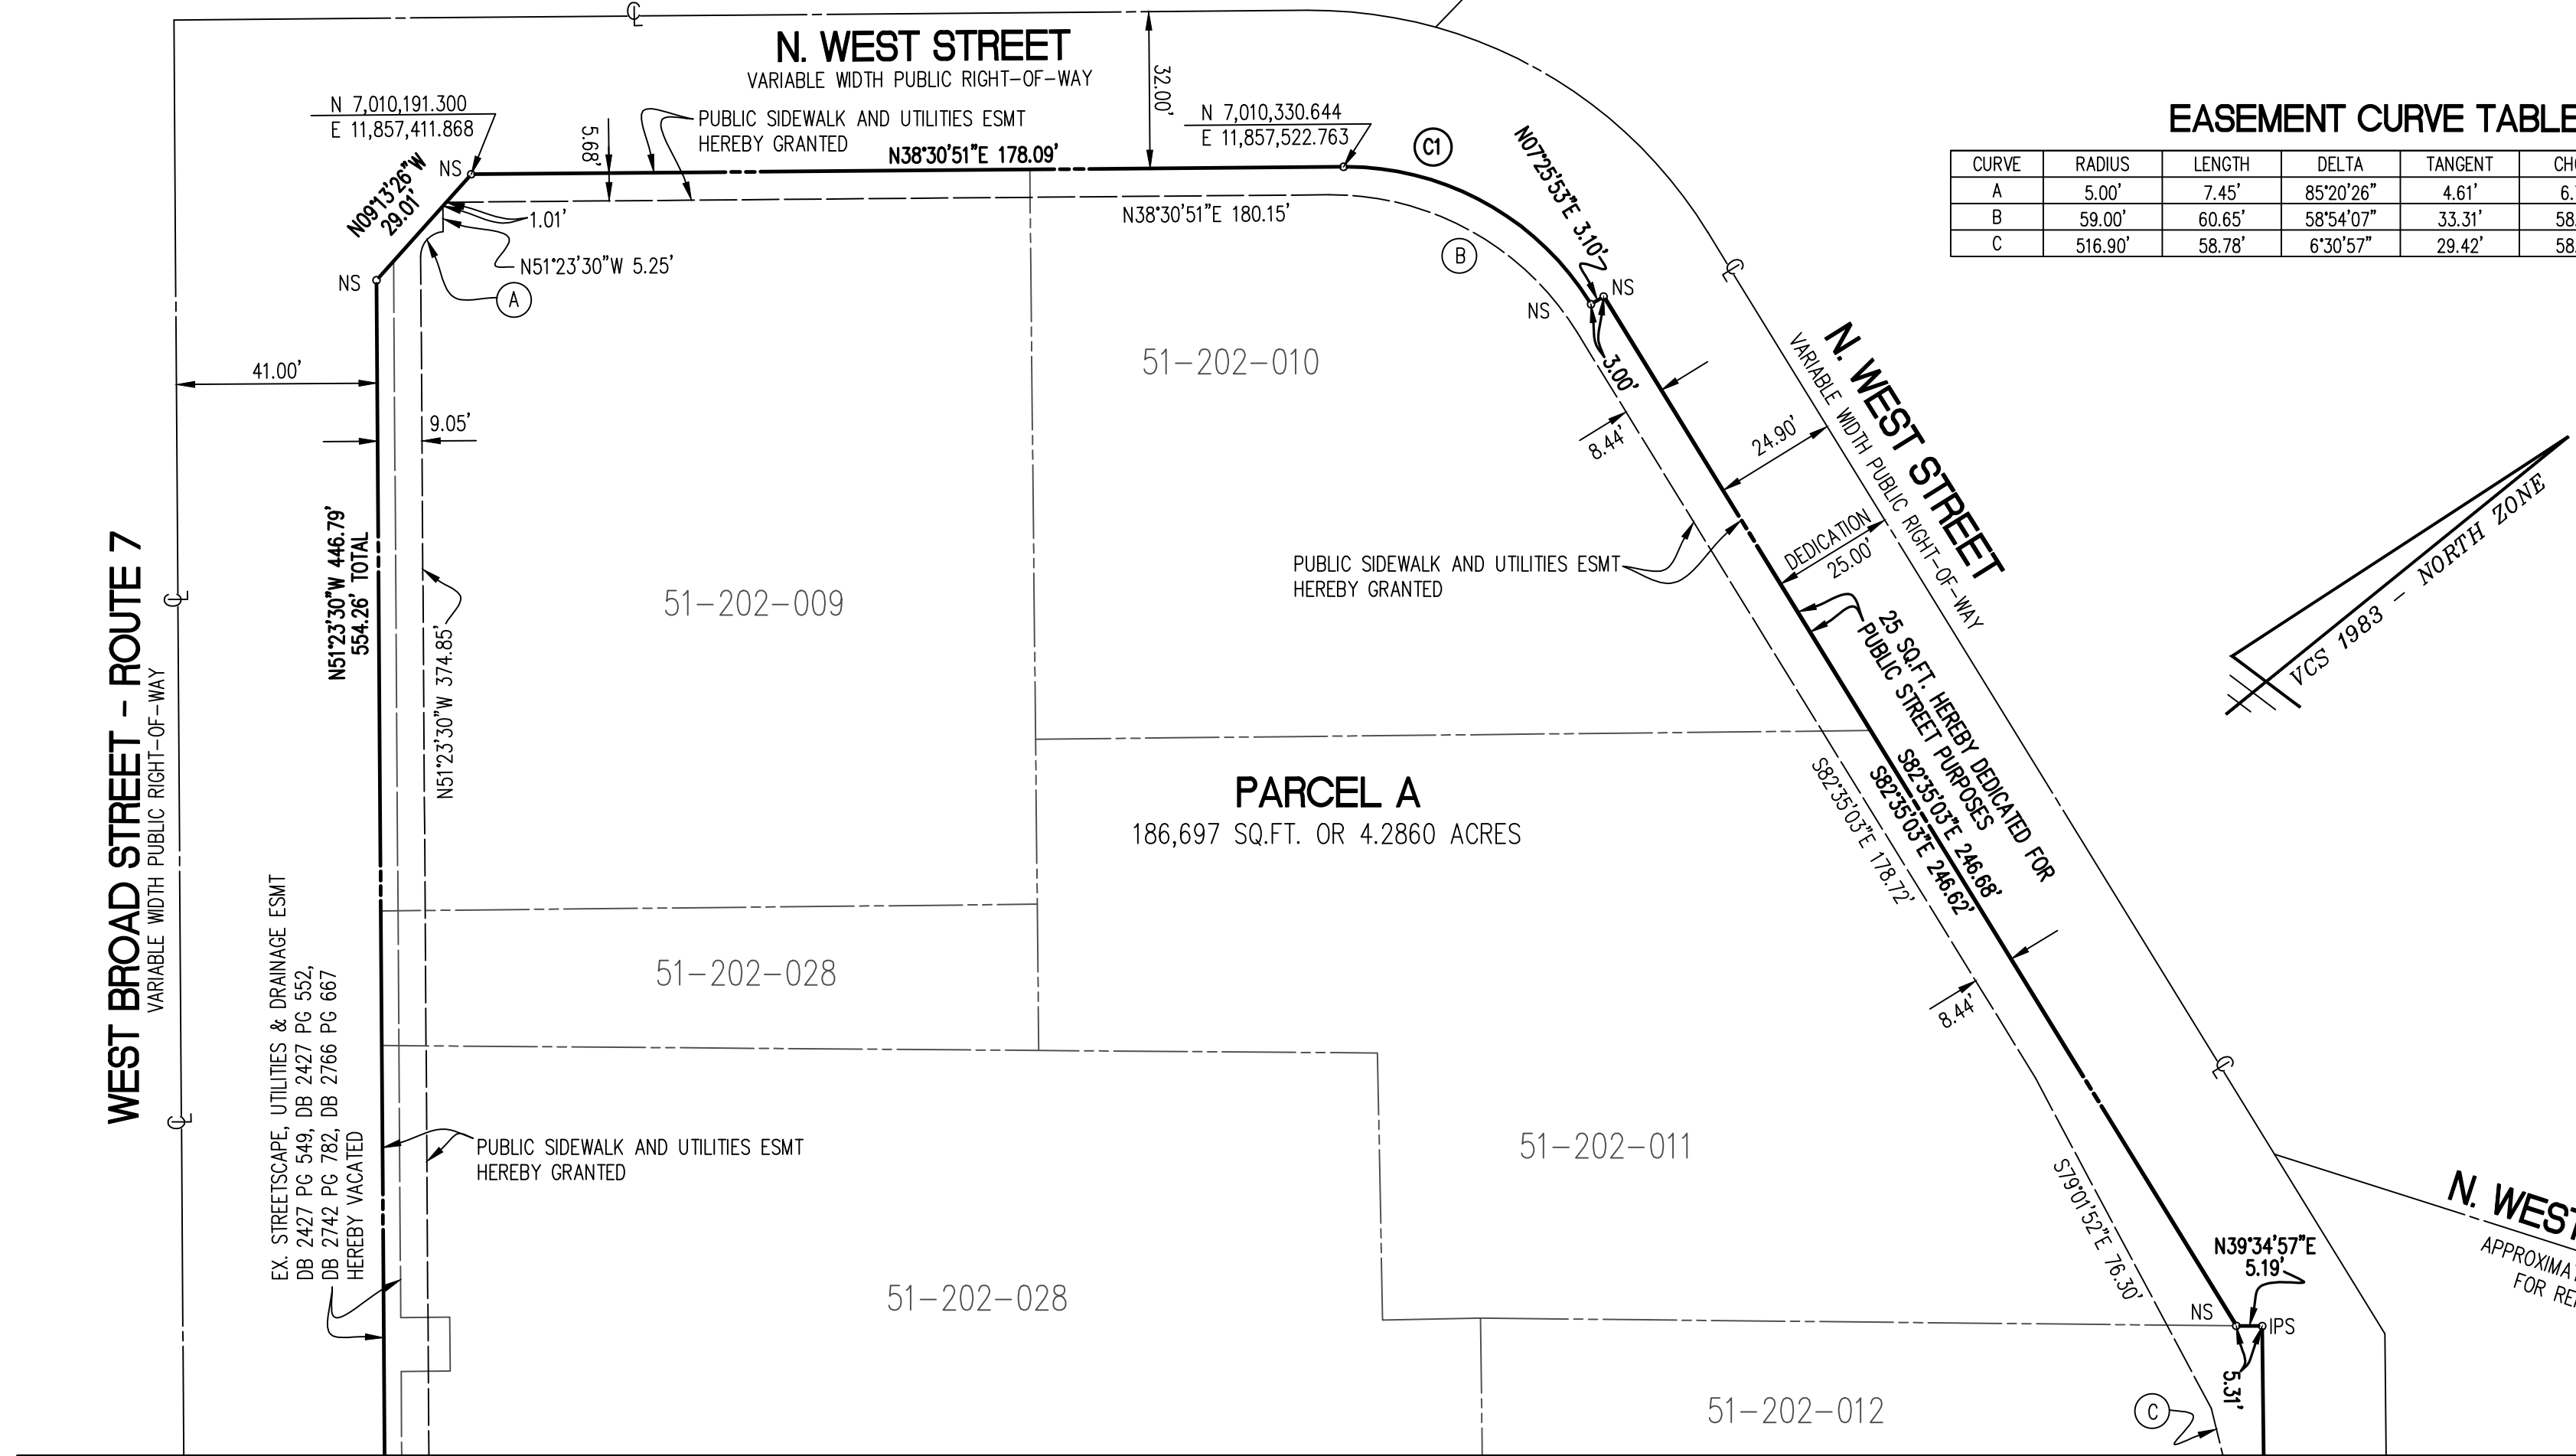 N. WEST STREET
VARIABLE WIDTH PUBLIC RIGHT-OF-WAY
N 7,010,191.300
E 11,857,411.868
NS
N09°13'26"W
29.01'
NS
5.68'
PUBLIC SIDEWALK AND UTILITIES ESMT
HEREBY GRANTED
N38°30'51"E 178.09'
32.00'
N 7,010,330.644
E 11,857,522.763
C1
1.01'
N51°23'30"W 5.25'
A
N38°30'51"E 180.15'
B
N07°25'53"E 3.10'
NS
NS
3.00'
EASEMENT CURVE TABLE
CURVE RADIUS LENGTH DELTA TANGENT
A 5.00' 7.45' 85°20'26" 4.61'
B 59.00' 60.65' 58°54'07" 33.31'
C 516.90' 58.78' 6°30'57" 29.42'
41.00'
9.05'
51-202-010
8.44'
24.90'
N. WEST STREET
VARIABLE WIDTH PUBLIC RIGHT-OF-WAY
VCS 1983 - NORTH ZONE
WEST BROAD STREET - ROUTE 7
VARIABLE WIDTH PUBLIC RIGHT-OF-WAY
N51°23'30"W 446.79'
554.26' TOTAL
N51°23'30"W 374.85'
51-202-009
PUBLIC SIDEWALK AND UTILITIES ESMT
HEREBY GRANTED
DEDICATION
25.00'
25 SQ.FT. HEREBY DEDICATED FOR
PUBLIC STREET PURPOSES
S82°35'03"E 246.68'
S82°35'03"E 246.62'
S82°35'03"E 178.72'
PARCEL A
186,697 SQ.FT. OR 4.2860 ACRES
51-202-028
8.44'
EX. STREETSCAPE, UTILITIES & DRAINAGE ESMT
DB 2427 PG 549, DB 2427 PG 552,
DB 2742 PG 782, DB 2766 PG 667
HEREBY VACATED
PUBLIC SIDEWALK AND UTILITIES ESMT
HEREBY GRANTED
51-202-011
S79°01'52"E 76.30'
51-202-028
N. WEST
N39°34'57"E
5.19'
NS
IPS
5.31'
51-202-012
C